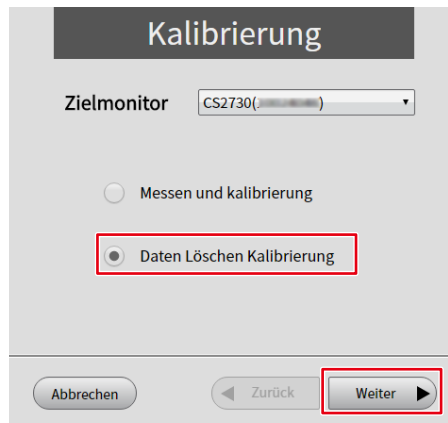 Kalibrierung
Zielmonitor CS2730( )
Messen und kalibrierung
Daten Löschen Kalibrierung
Abbrechen Zurück Weiter